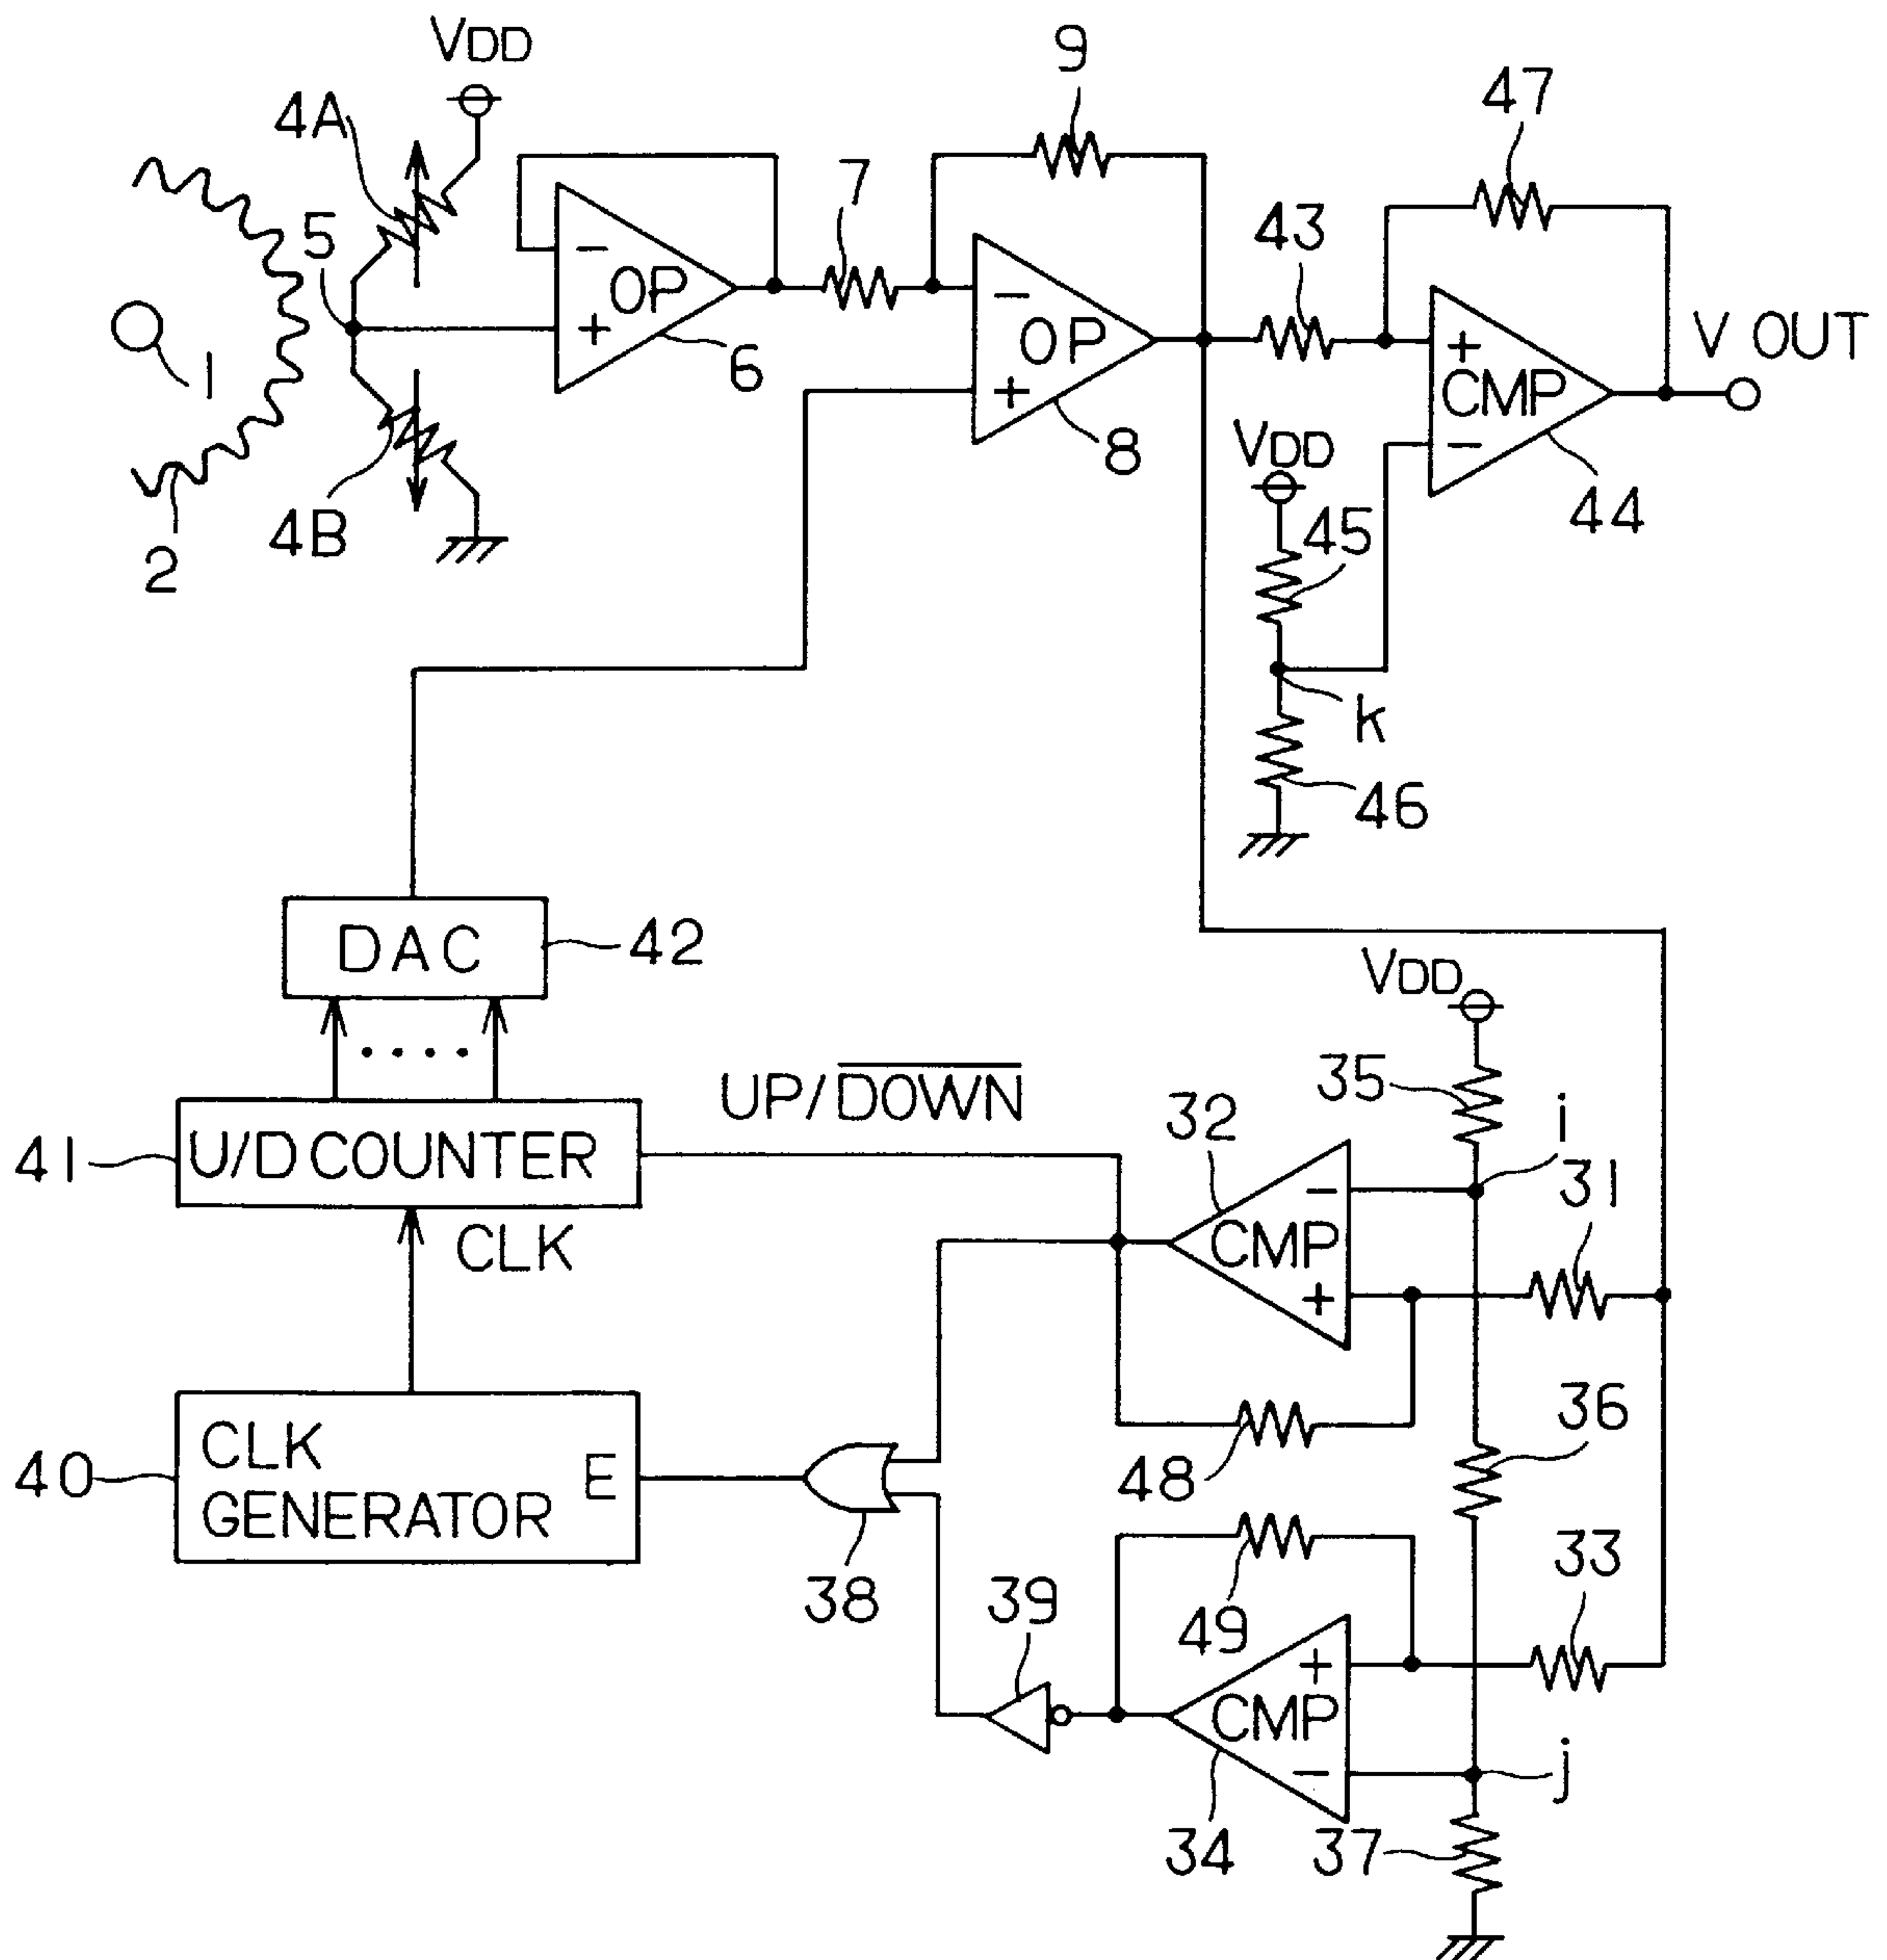 VDD
9
4A
47
7
5
43
-
OP
+
-
OP
+
+
CMP
-
V OUT
1
6
8
VDD
44
4B
45
2
k
46
DAC
42
VDD
UP/DOWN
35
32
i
41
U/D COUNTER
31
-
CMP
+
CLK
36
40
CLK
GENERATOR
E
48
33
38
39
49
+
CMP
-
j
34
37